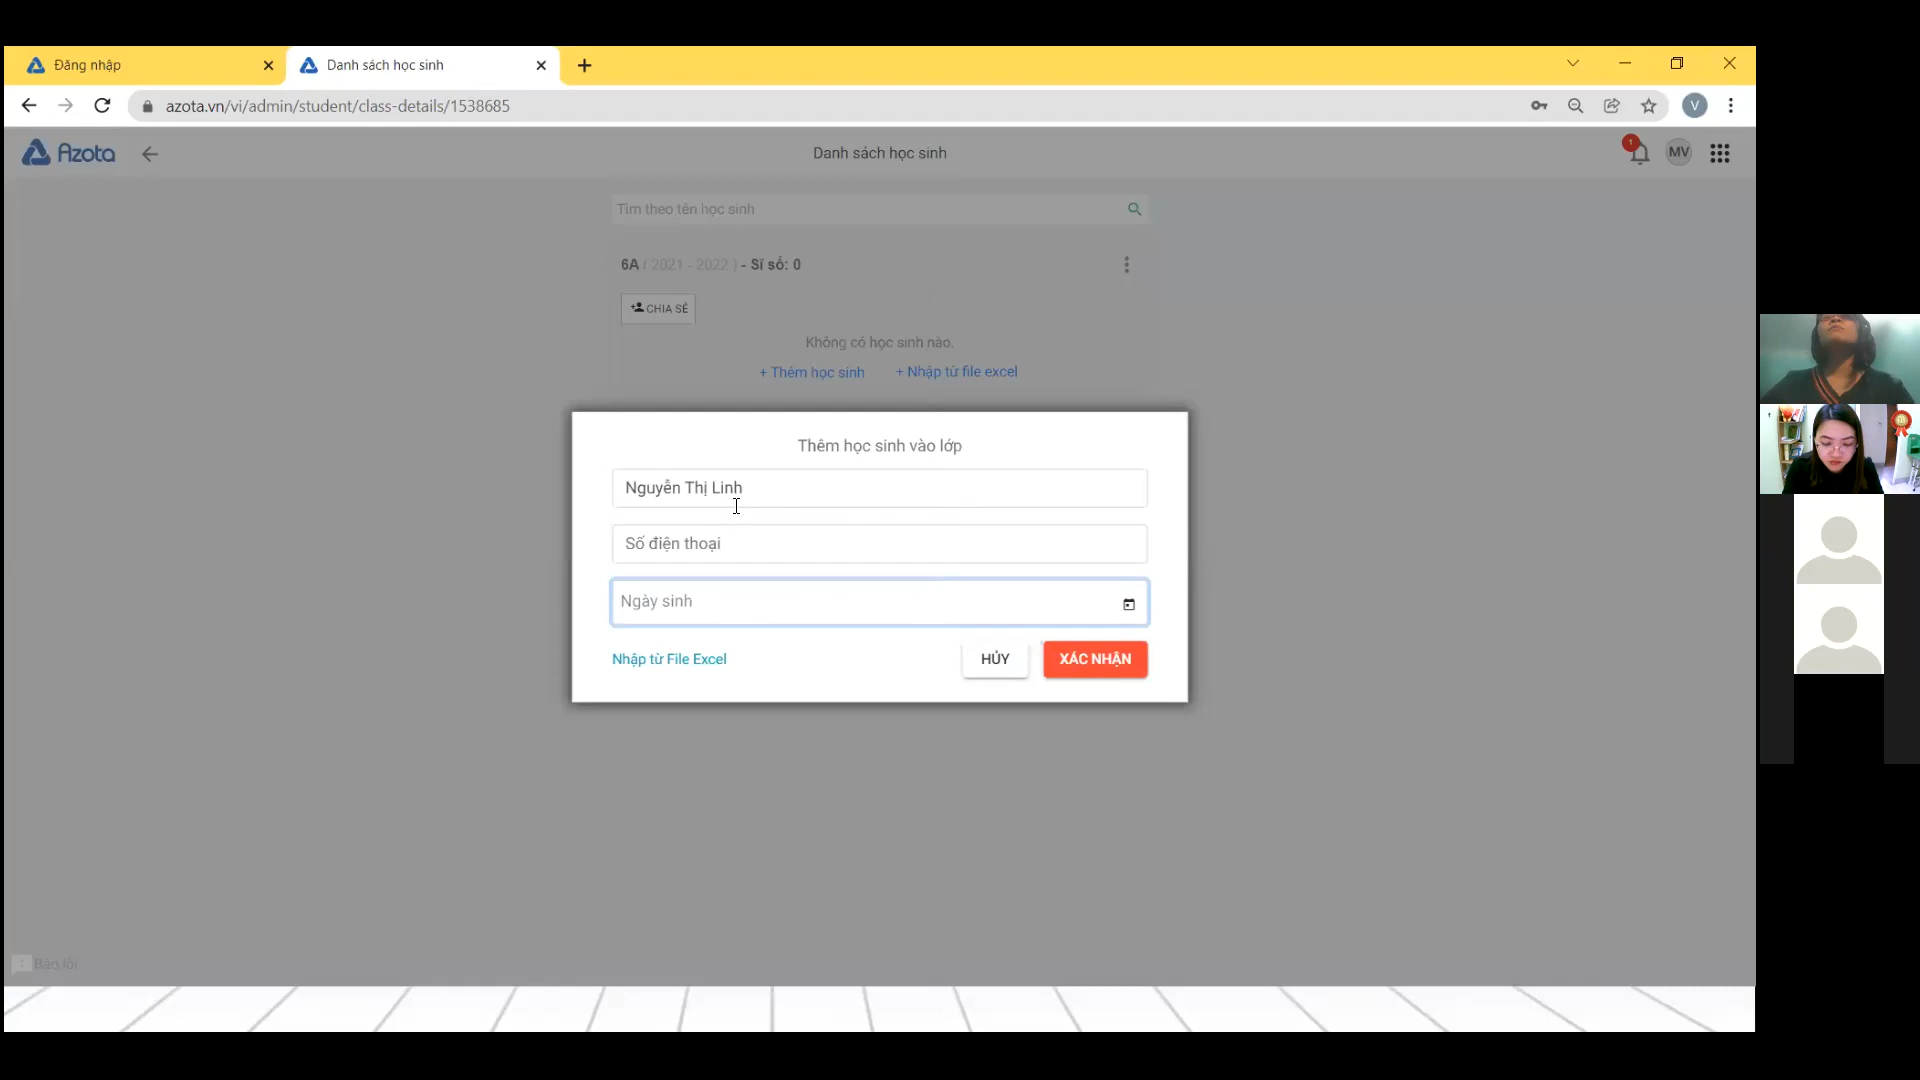 Đăng nhập
Danh sách học sinh
azota.vn/vi/admin/student/class-details/1538685
V
Azota
Danh sách học sinh
1
MV
Tìm theo tên học sinh
6A ( 2021 - 2022 ) - Sĩ số: 0
CHIA SẺ
Không có học sinh nào.
+ Thêm học sinh
+ Nhập từ file excel
Thêm học sinh vào lớp
Nguyễn Thị Linh
Số điện thoại
Ngày sinh
Nhập từ File Excel
HỦY
XÁC NHẬN
Báo lỗi